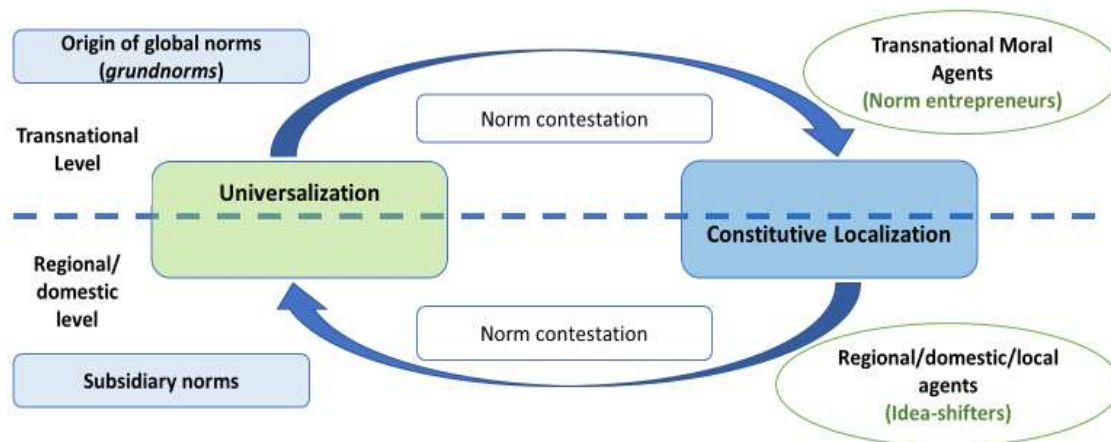 Origin of global norms
(grundnorms)
Transnational Moral
Agents
(Norm entrepreneurs)
Norm contestation
Transnational
Level
Universalization
Constitutive Localization
Regional/
domestic
level
Norm contestation
Subsidiary norms
Regional/domestic/local
agents
(Idea-shifters)